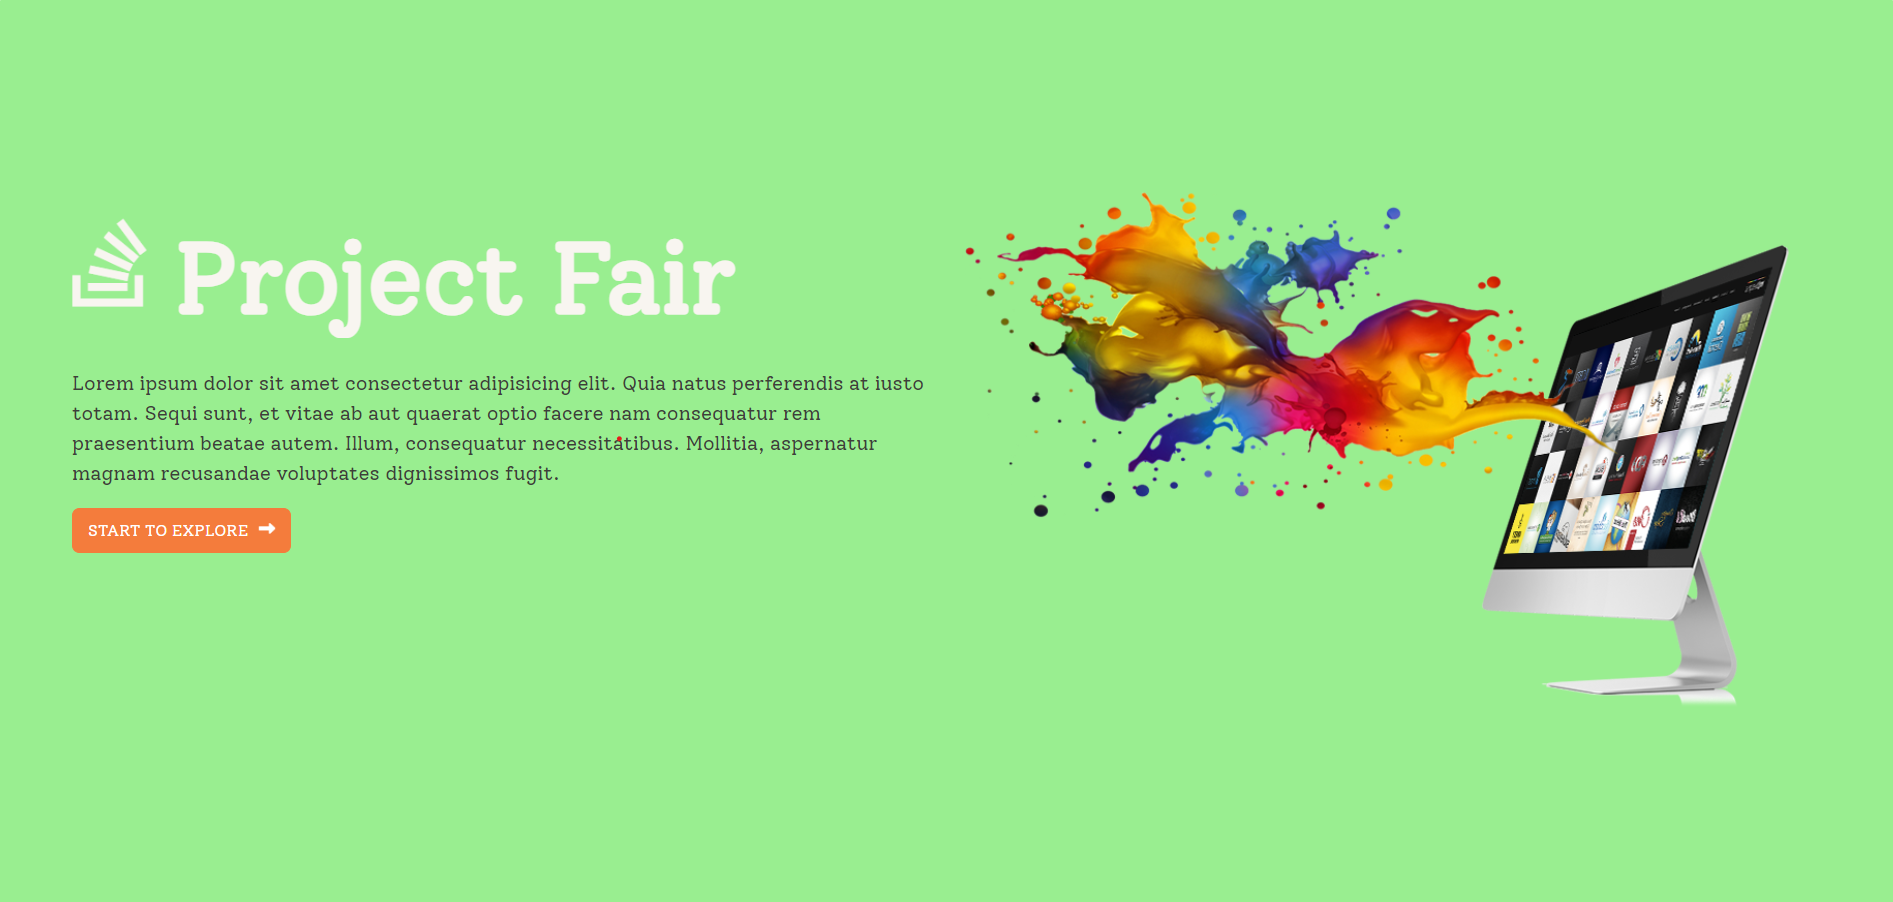 Project Fair
Lorem ipsum dolor sit amet consectetur adipisicing elit. Quia natus perferendis at iusto
totam. Sequi sunt, et vitae ab aut quaerat optio facere nam consequatur rem
praesentium beatae autem. Illum, consequatur necessitatibus. Mollitia, aspernatur
magnam recusandae voluptates dignissimos fugit.
START TO EXPLORE